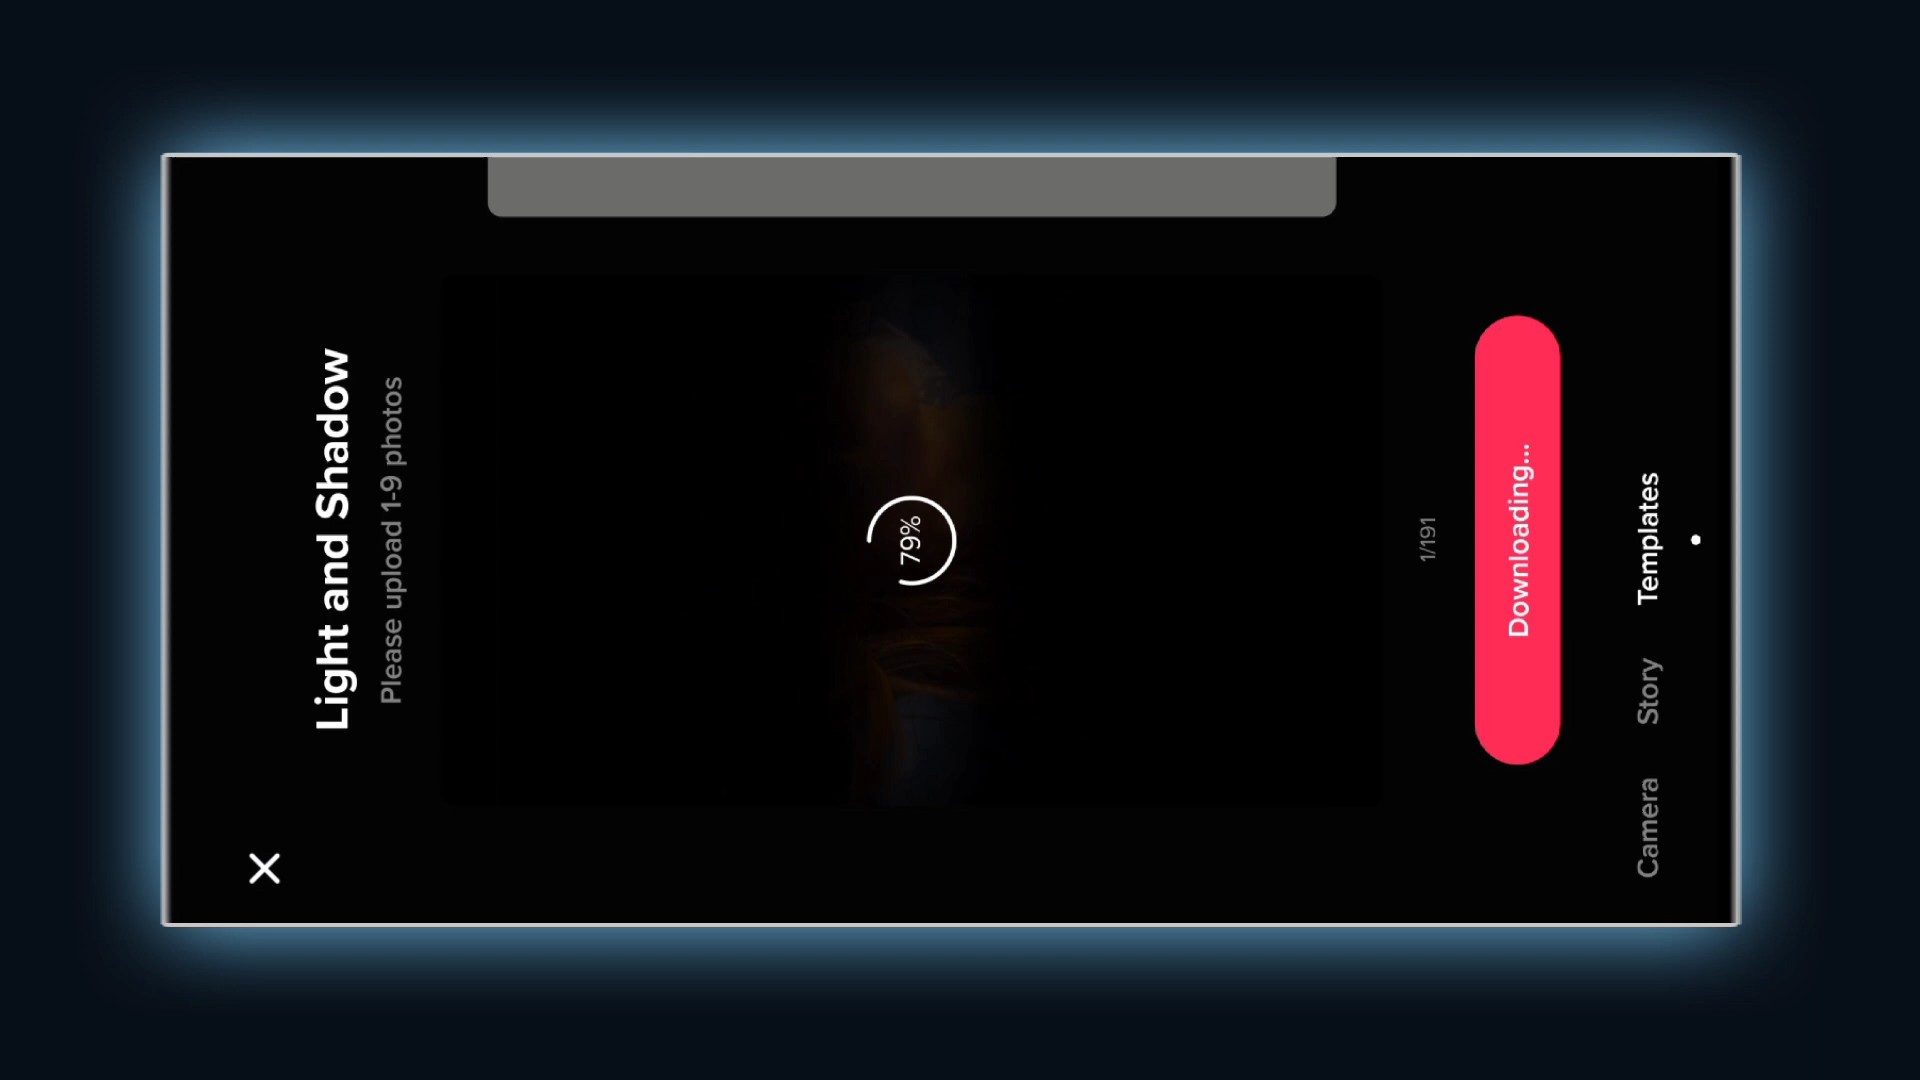 Light and Shadow
Please upload 1-9 photos
79%
1/191
Downloading...
Camera Story Templates